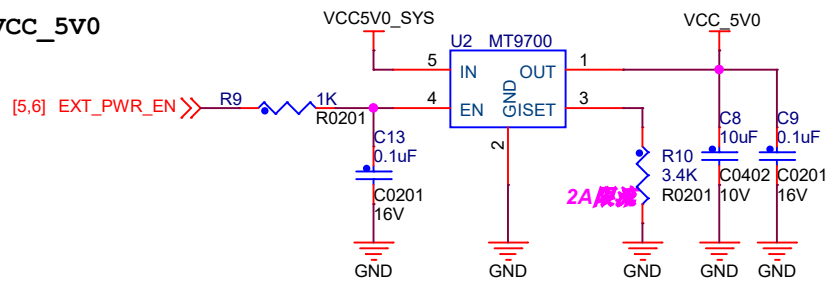 VCC_5V0
VCC5V0_SYS
VCC_5V0
U2 MT9700
5 IN OUT 1
[5,6] EXT_PWR_EN R9 1K 4 EN GND GISET 3
R0201
2
C13
0.1uF
C0201
16V
2A限流
R10
3.4K
R0201
C8
10uF
C0402
10V
C9
0.1uF
C0201
16V
GND GND GND GND GND